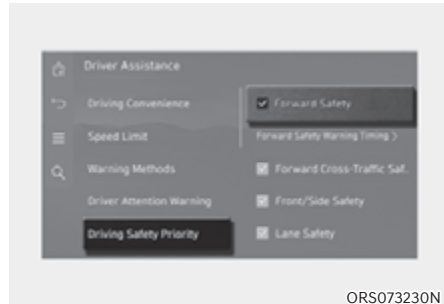 Driver Assistance
Driving Convenience
Speed Limit
Warning Methods
Driver Attention Warning
Driving Safety Priority
Forward Safety
Forward Safety Warning Timing >
Forward Cross-Traffic Saf.
Front/Side Safety
Lane Safety
ORS073230N